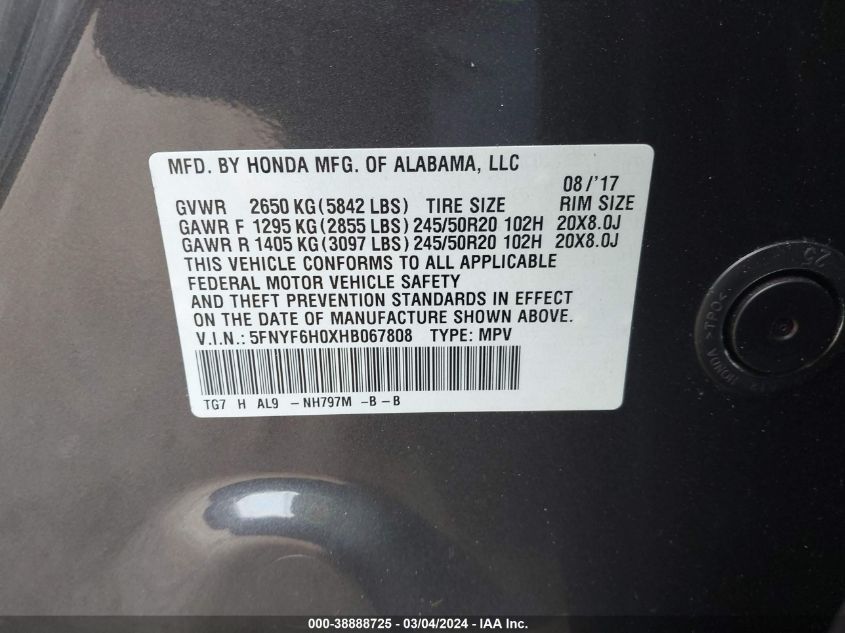 MFD. BY HONDA MFG. OF ALABAMA, LLC
08/'17
GVWR 2650 KG (5842 LBS) TIRE SIZE RIM SIZE
GAWR F 1295 KG (2855 LBS) 245/50R20 102H 20X8.0J
GAWR R 1405 KG (3097 LBS) 245/50R20 102H 20X8.0J
THIS VEHICLE CONFORMS TO ALL APPLICABLE
FEDERAL MOTOR VEHICLE SAFETY
AND THEFT PREVENTION STANDARDS IN EFFECT
ON THE DATE OF MANUFACTURE SHOWN ABOVE.
V.I.N.: 5FNYF6H0XHB067808 TYPE: MPV
TG7 H AL9 -NH797M -B-B
HONDA >TPO< CZ
000-38888725 - 03/04/2024 - IAA Inc.